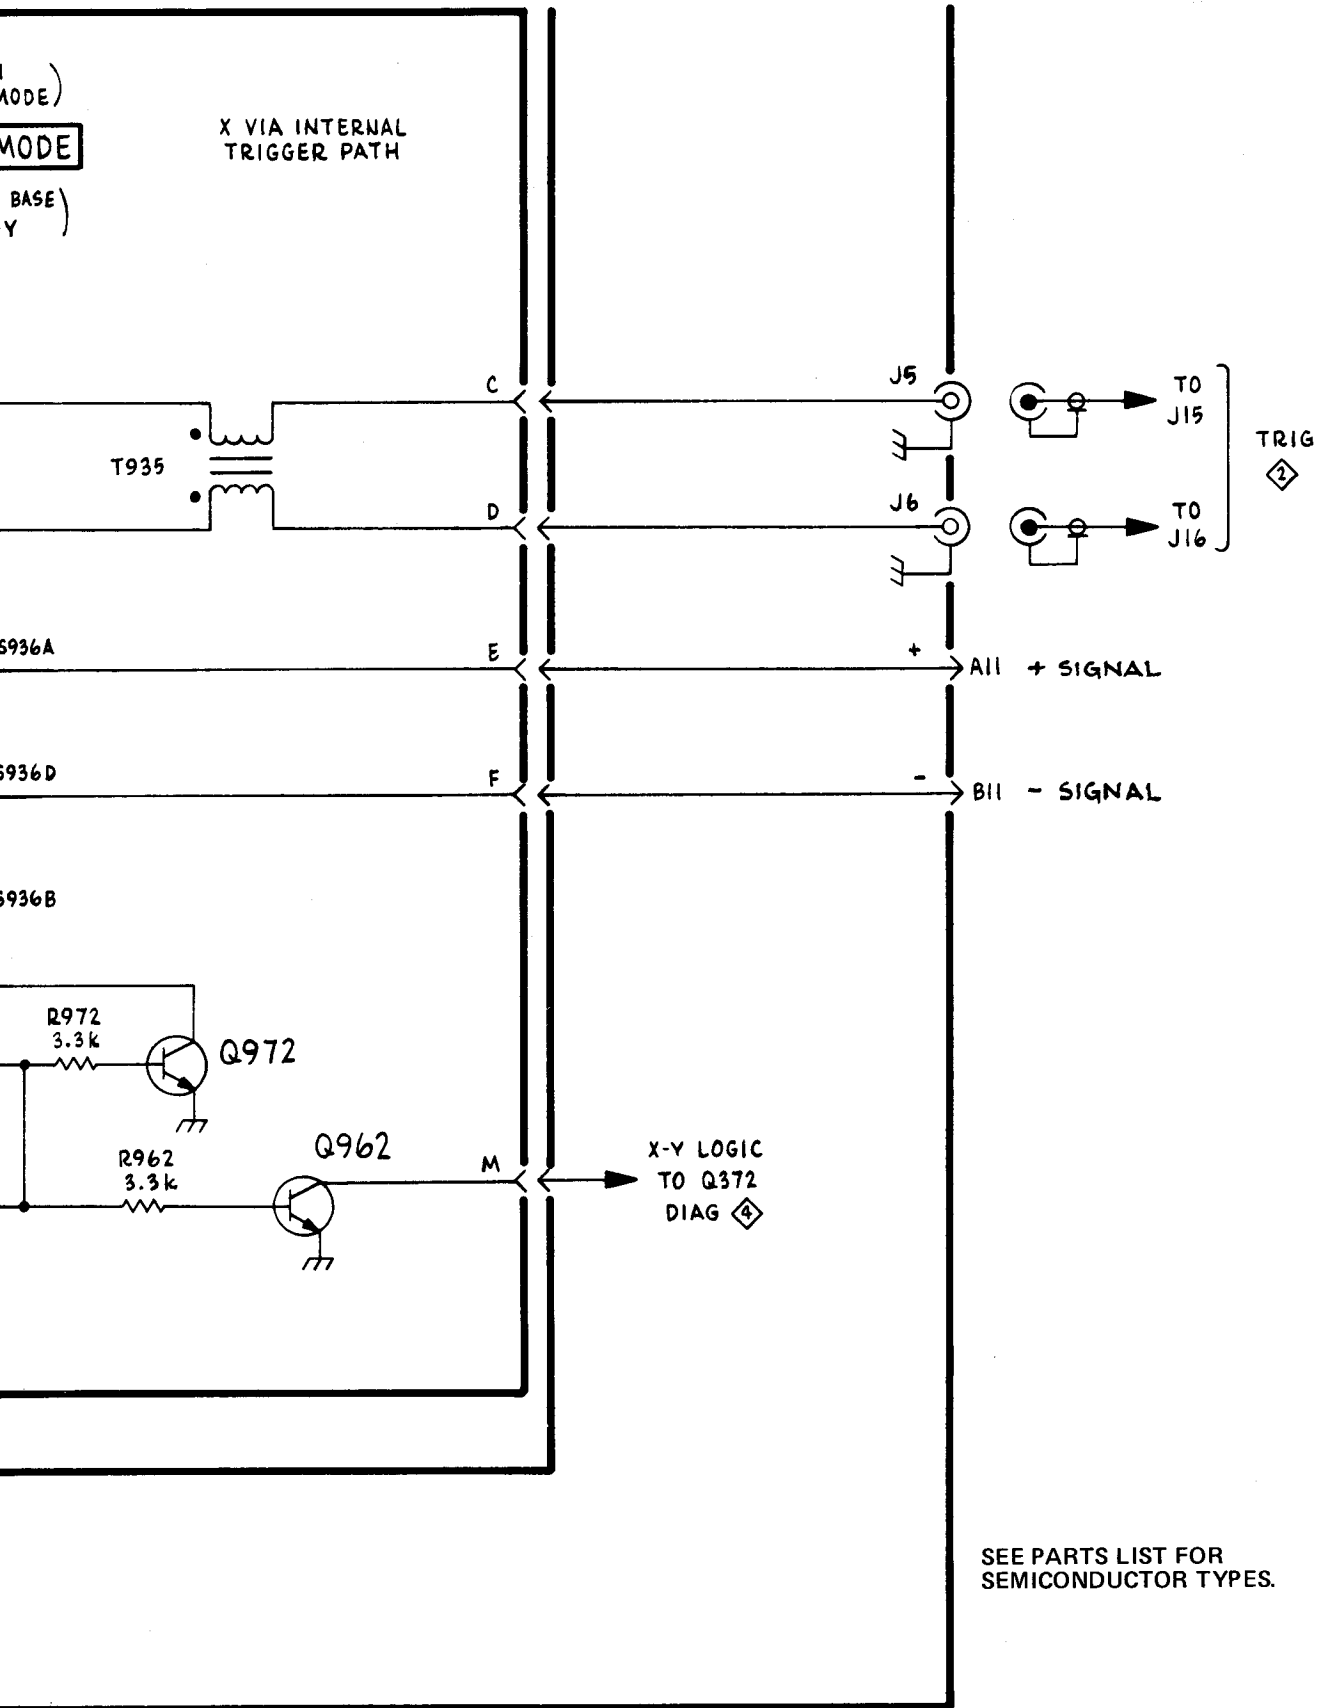 MODE)
MODE
BASE)
Y
X VIA INTERNAL
TRIGGER PATH
C
J5
TO
J15
T935
TRIG
2
D
J6
TO
J16
S936A
E
+
A11 + SIGNAL
S936D
F
-
B11 - SIGNAL
S936B
R972
3.3k
Q972
Q962
R962
3.3k
M
X-Y LOGIC
TO Q372
DIAG 4
SEE PARTS LIST FOR
SEMICONDUCTOR TYPES.